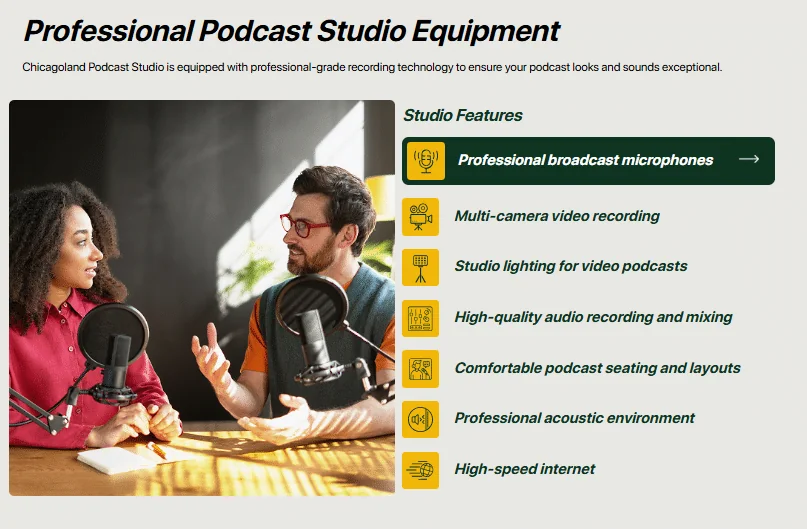 Professional Podcast Studio Equipment
Chicagoland Podcast Studio is equipped with professional-grade recording technology to ensure your podcast looks and sounds exceptional.
Studio Features
Professional broadcast microphones
Multi-camera video recording
Studio lighting for video podcasts
High-quality audio recording and mixing
Comfortable podcast seating and layouts
Professional acoustic environment
High-speed internet